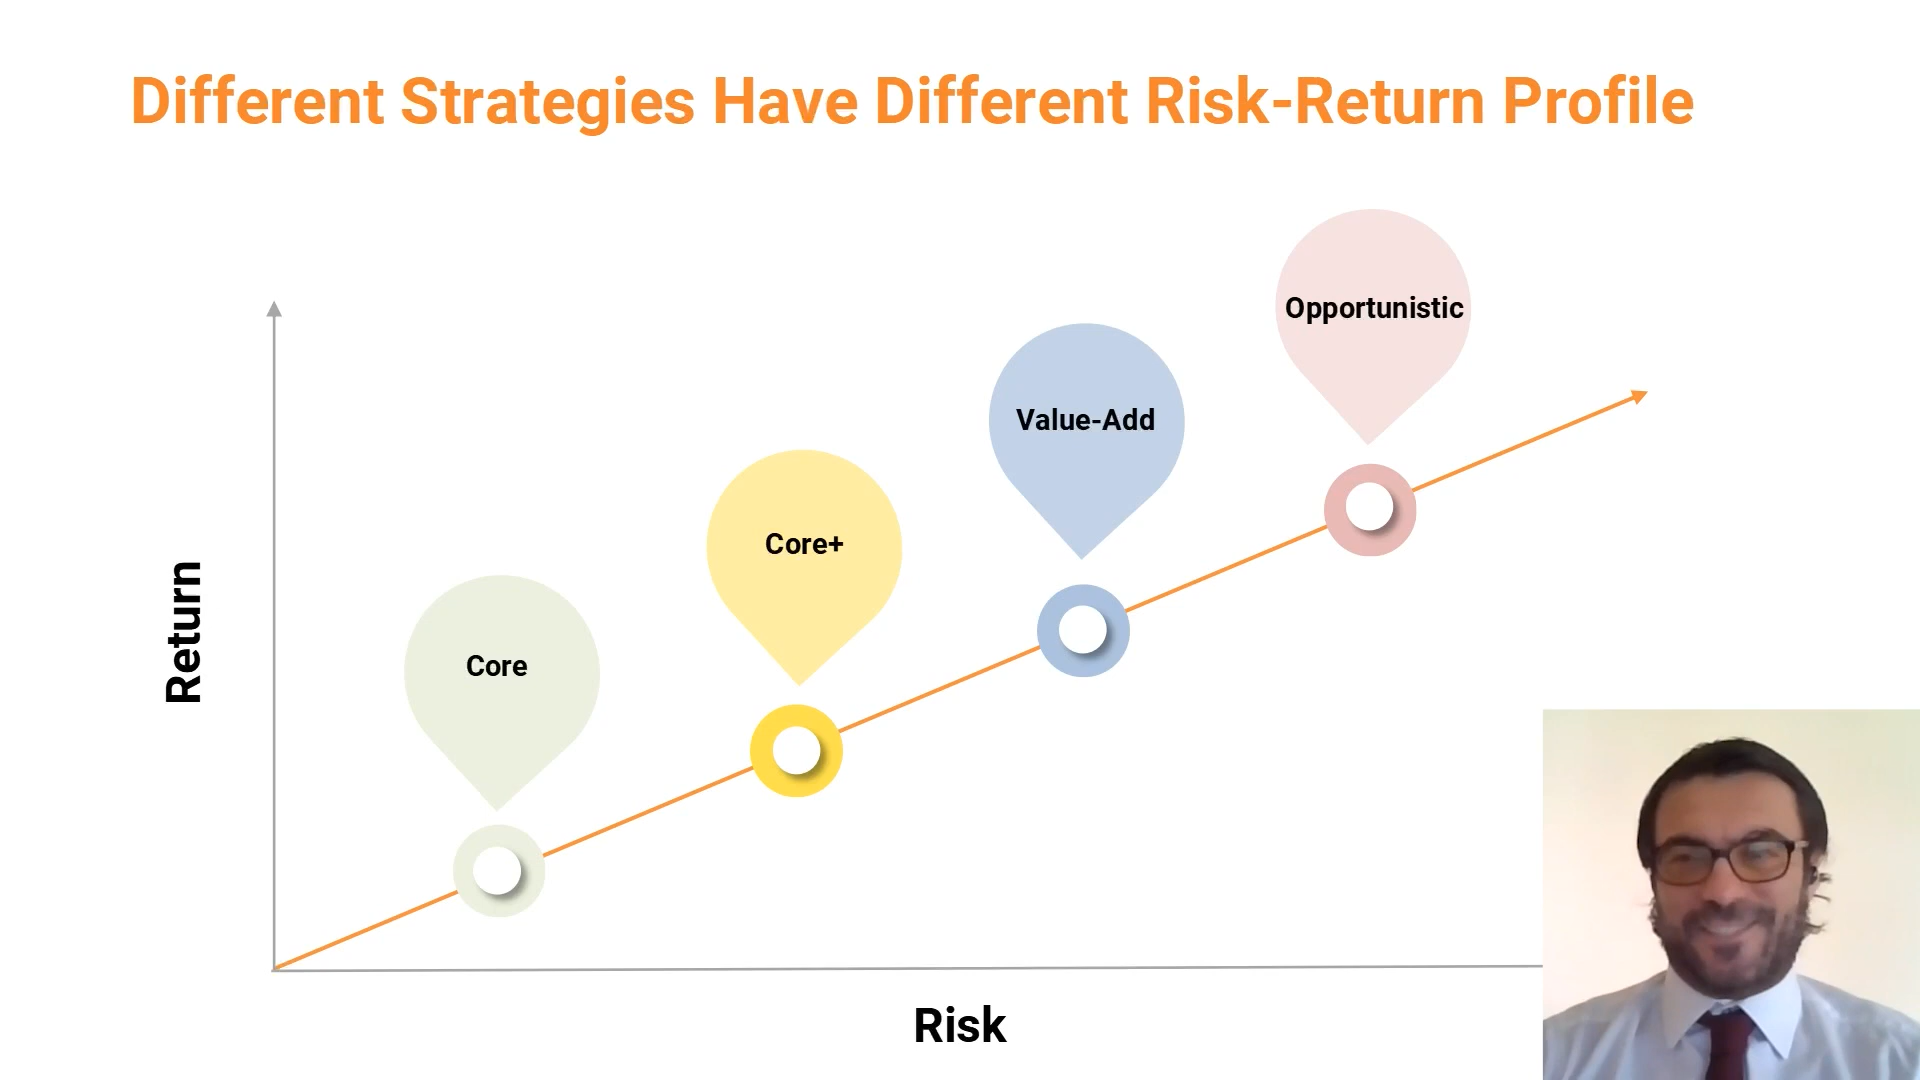 Different Strategies Have Different Risk-Return Profile
Opportunistic
Value-Add
Core+
Core
Return
Risk